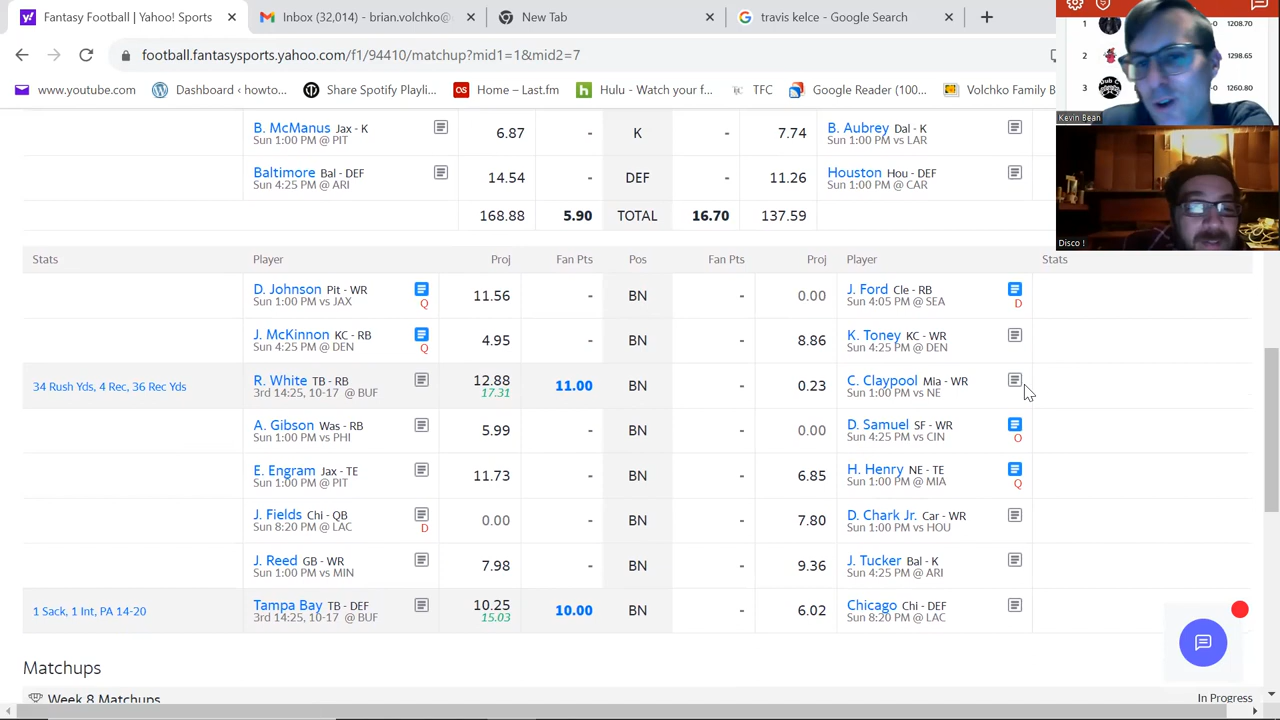 Fantasy Football | Yahoo! Sports
Inbox (32,014) - brian.volchko@
New Tab
travis kelce - Google Search
football.fantasysports.yahoo.com/f1/94410/matchup?mid1=1&mid2=7
www.youtube.com
Dashboard ‹ howto...
Share Spotify Pyli...
Home – Last.fm
Hulu - Watch your f...
TFC
Google Reader (100...
Volchko Family B
1 -0 1208.70
2 -0 1298.65
3 1260.80
Kevin Bean
Disco !
B. McManus Jax - K 6.87 - K - 7.74 B. Aubrey Dal - K
Sun 1:00 PM @ PIT Sun 1:00 PM vs LAR
Baltimore Bal - DEF 14.54 - DEF - 11.26 Houston Hou - DEF
Sun 4:25 PM @ ARI Sun 1:00 PM @ CAR
168.88 5.90 TOTAL 16.70 137.59
Stats Player Proj Fan Pts Pos Fan Pts Proj Player Stats
D. Johnson Pit - WR 11.56 - BN - 0.00 J. Ford Cle - RB
Sun 1:00 PM vs JAX Q Sun 4:05 PM @ SEA D
J. McKinnon KC - RB 4.95 - BN - 8.86 K. Toney KC - WR
Sun 4:25 PM @ DEN Q Sun 4:25 PM @ DEN
34 Rush Yds, 4 Rec, 36 Rec Yds R. White TB - RB 12.88 11.00 BN - 0.23 C. Claypool Mia - WR
3rd 14:25, 10-17 @ BUF 17.31 Sun 1:00 PM vs NE
A. Gibson Was - RB 5.99 - BN - 0.00 D. Samuel SF - WR
Sun 1:00 PM vs PHI Sun 4:25 PM vs CIN O
E. Engram Jax - TE 11.73 - BN - 6.85 H. Henry NE - TE
Sun 1:00 PM @ PIT Sun 1:00 PM @ MIA Q
J. Fields Chi - QB 0.00 - BN - 7.80 D. Chark Jr. Car - WR
Sun 8:20 PM @ LAC D Sun 1:00 PM vs HOU
J. Reed GB - WR 7.98 - BN - 9.36 J. Tucker Bal - K
Sun 1:00 PM vs MIN Sun 4:25 PM @ ARI
1 Sack, 1 Int, PA 14-20 Tampa Bay TB - DEF 10.25 10.00 BN - 6.02 Chicago Chi - DEF
3rd 14:25, 10-17 @ BUF 15.03 Sun 8:20 PM @ LAC
Matchups
Week 8 Matchups In Progress